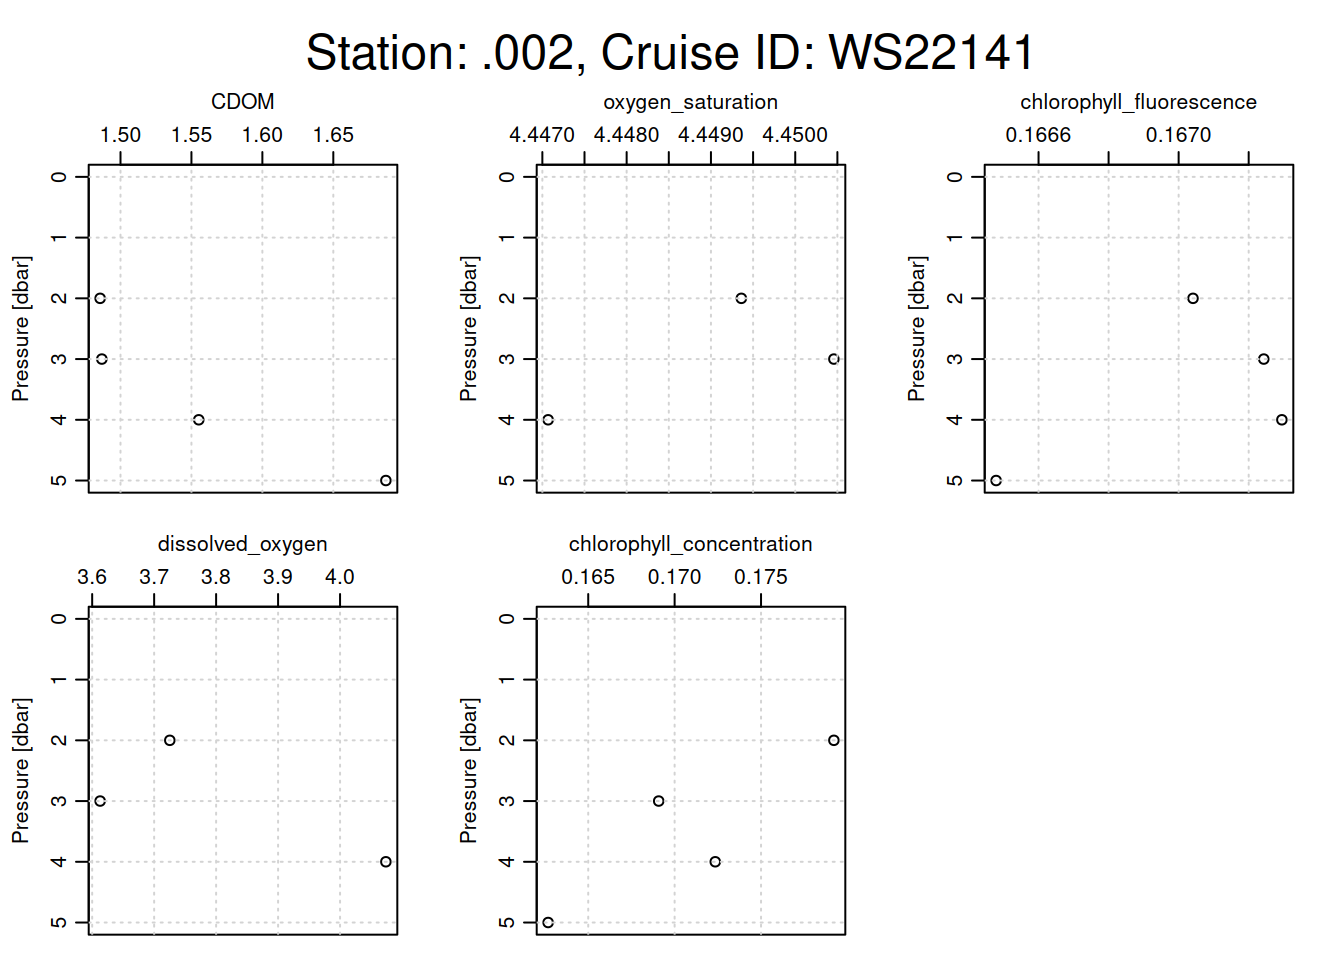 Station: .002, Cruise ID: WS22141
CDOM
1.50 1.55 1.60 1.65
Pressure [dbar]
0
1
2
3
4
5
oxygen_saturation
4.4470 4.4480 4.4490 4.4500
Pressure [dbar]
0
1
2
3
4
5
chlorophyll_fluorescence
0.1666 0.1670
Pressure [dbar]
0
1
2
3
4
5
dissolved_oxygen
3.6 3.7 3.8 3.9 4.0
Pressure [dbar]
0
1
2
3
4
5
chlorophyll_concentration
0.165 0.170 0.175
Pressure [dbar]
0
1
2
3
4
5